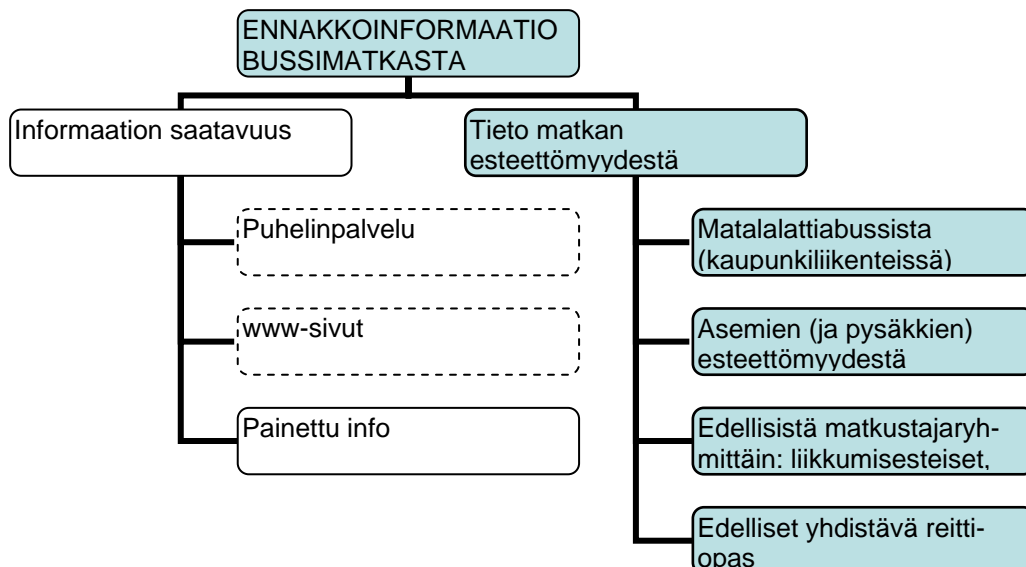 ENNAKKOINFORMAATIO
BUSSIMATKASTA
Informaation saatavuus
Puhelinpalvelu
www-sivut
Painettu info
Tieto matkan
esteettömyydestä
Matalalattiabussista
(kaupunkiliikenteissä)
Asemien (ja pysäkkien)
esteettömyydestä
Edellisistä matkustajaryh-
mittäin: liikkumisesteiset,
Edelliset yhdistävä reitti-
opas